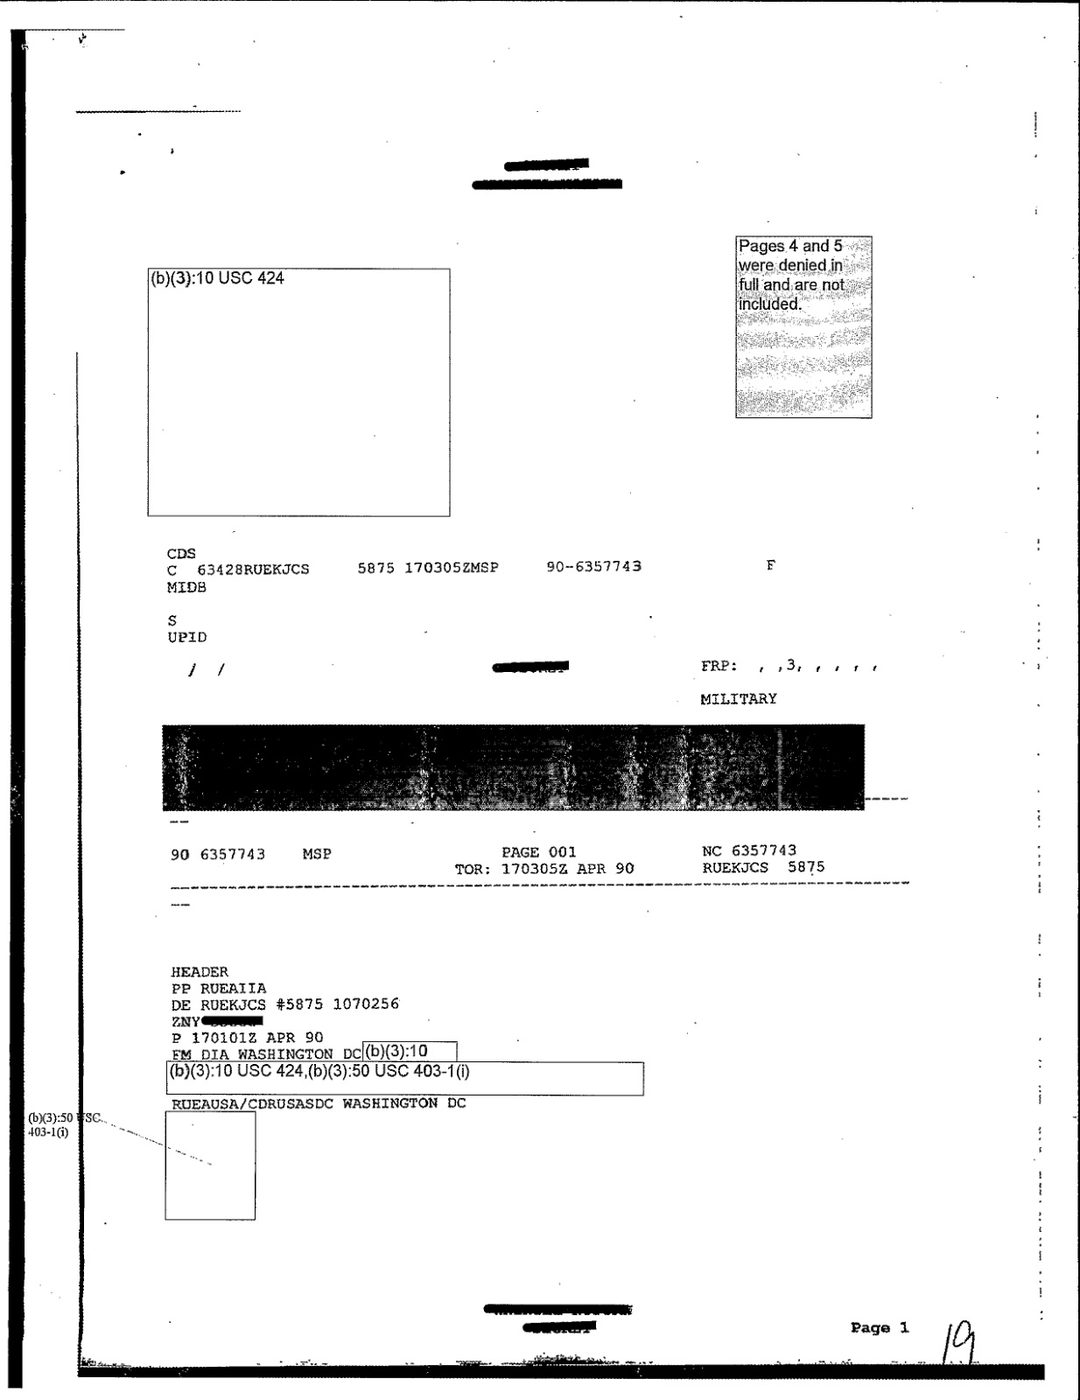 Pages 4 and 5
were denied in
full and are not
included.
(b)(3):10 USC 424
CDS
C 63428RUEKJCS 5875 170305ZMSP 90-6357743 F
MIDB
S
UPID
/ / FRP: , ,3, , , , ,
MILITARY
--
90 6357743 MSP PAGE 001 NC 6357743
TOR: 170305Z APR 90 RUEKJCS 5875
--
HEADER
PP RUEAIIA
DE RUEKJCS #5875 1070256
ZNY
P 170101Z APR 90
FM DIA WASHINGTON DC (b)(3):10
(b)(3):10 USC 424,(b)(3):50 USC 403-1(i)
RUEAUSA/CDRUSASDC WASHINGTON DC
(b)(3):50 USC
403-1(i)
Page 1
19